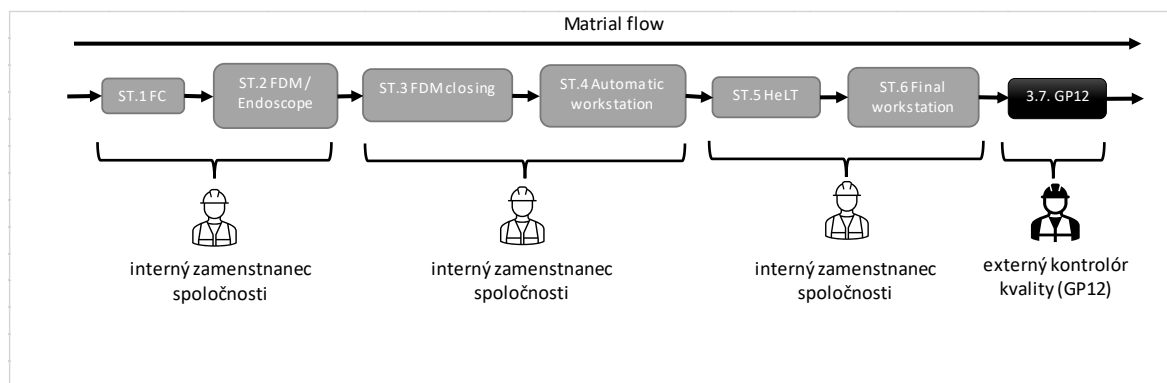 Matrial flow
ST.1 FC
ST.2 FDM /
Endoscope
ST.3 FDM closing
ST.4 Automatic
workstation
ST.5 HeLT
ST.6 Final
workstation
3.7. GP12
interný zamenstnanec
spoločnosti
interný zamenstnanec
spoločnosti
interný zamenstnanec
spoločnosti
externý kontrolór
kvality (GP12)